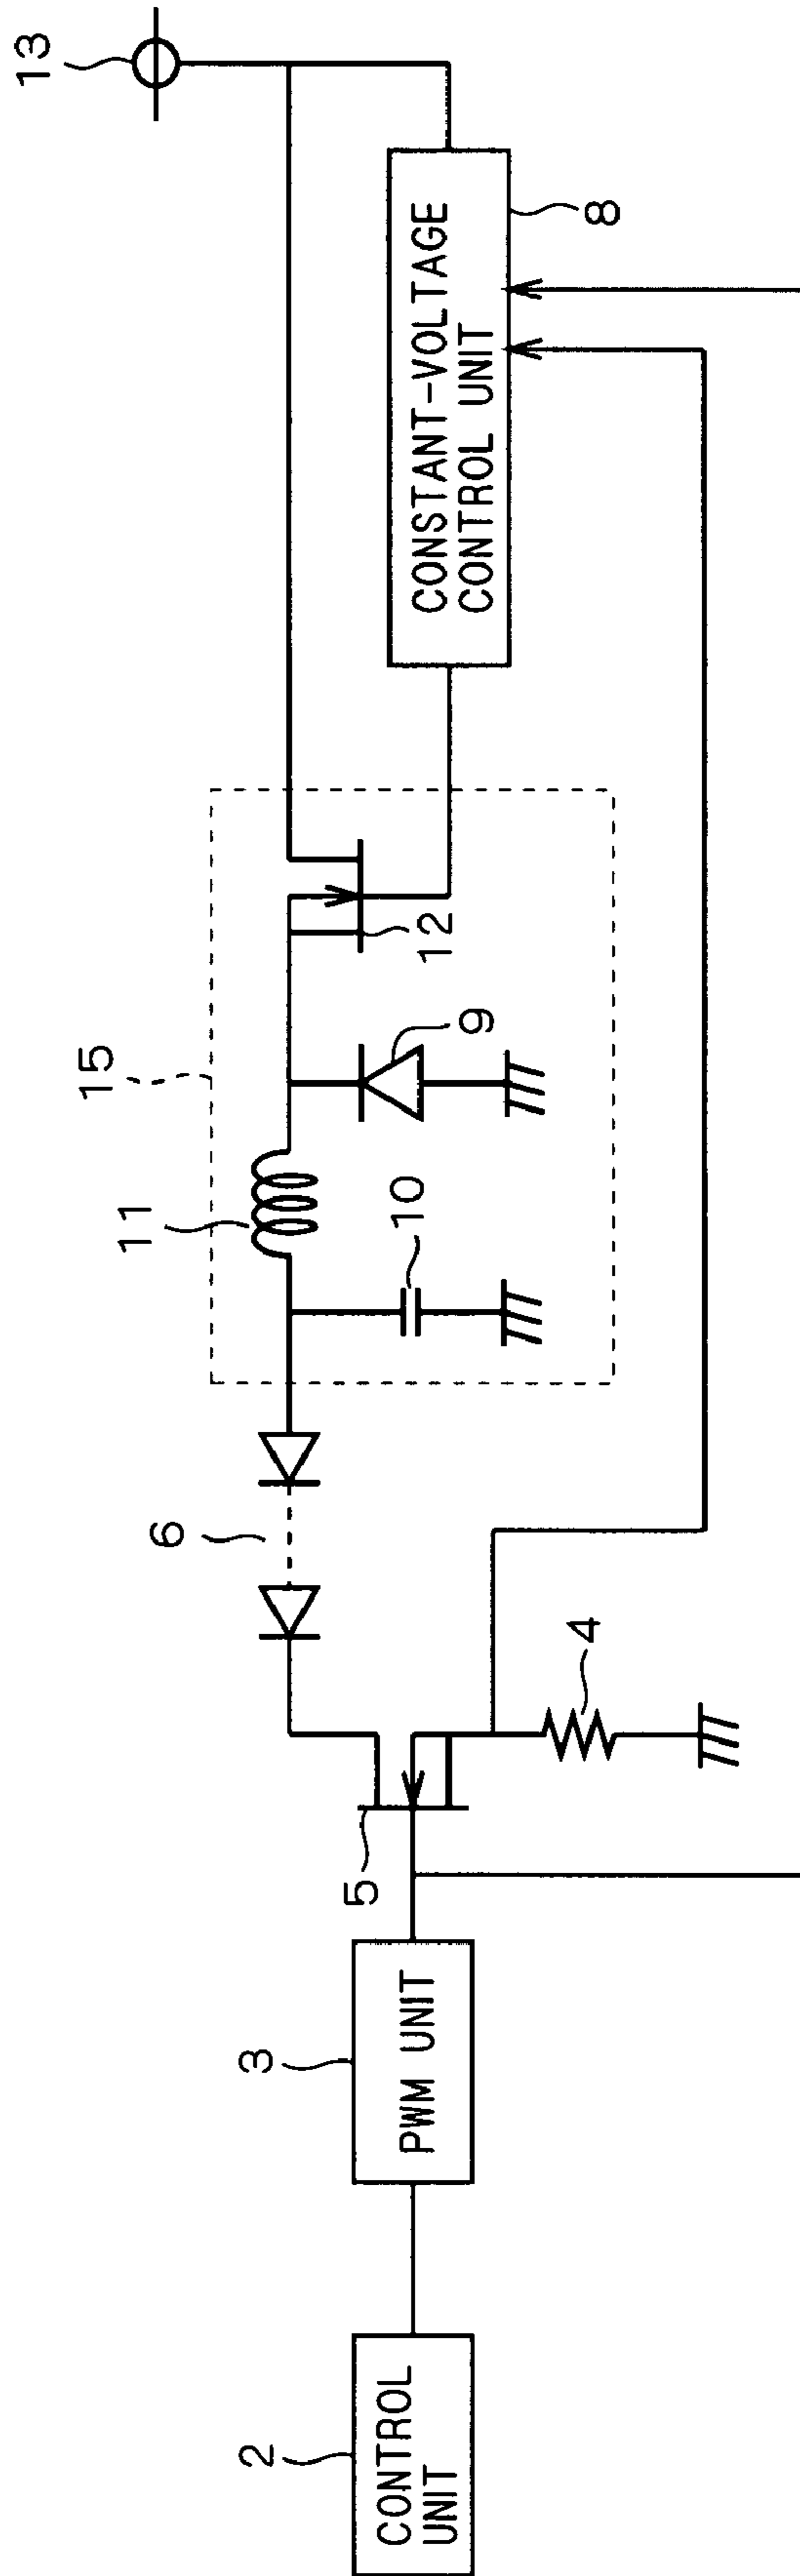 CONTROL
UNIT
2
PWM UNIT
3
5
4
6
15
11
10
9
12
CONSTANT-VOLTAGE
CONTROL UNIT
8
13